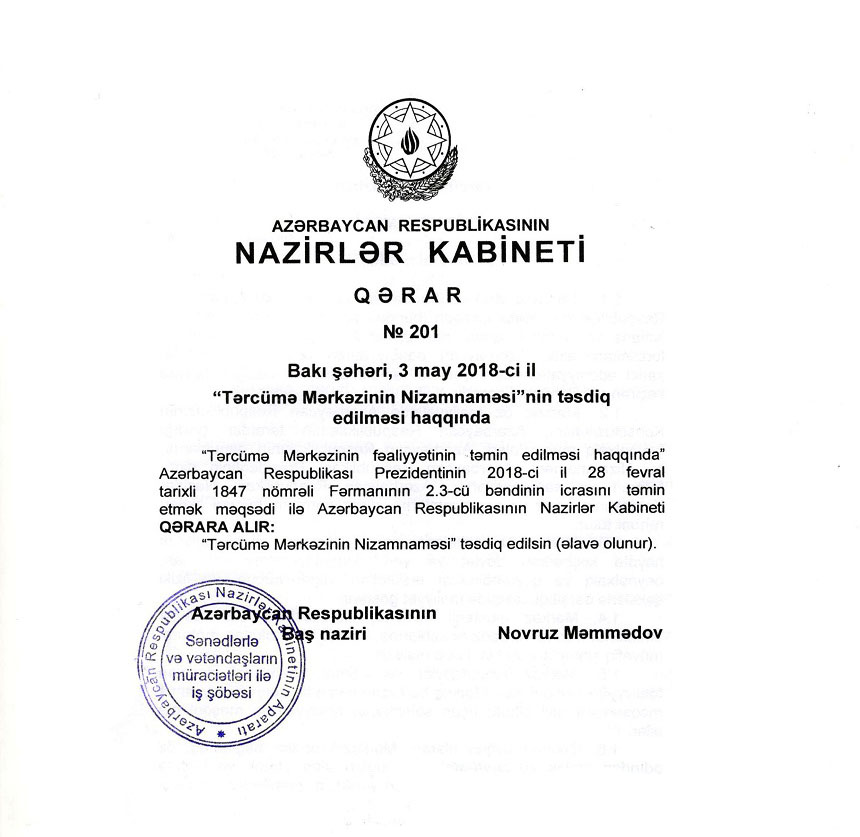 AZƏRBAYCAN RESPUBLİKASININ
NAZİRLƏR KABİNETİ
QƏRAR
№ 201
Bakı şəhəri, 3 may 2018-ci il
“Tərcümə Mərkəzinin Nizamnaməsi”nin təsdiq
edilməsi haqqında
“Tərcümə Mərkəzinin fəaliyyətinin təmin edilməsi haqqında”
Azərbaycan Respublikası Prezidentinin 2018-ci il 28 fevral
tarixli 1847 nömrəli Fərmanının 2.3-cü bəndinin icrasını təmin
etmək məqsədi ilə Azərbaycan Respublikasının Nazirlər Kabineti
QƏRARA ALIR:
“Tərcümə Mərkəzinin Nizamnaməsi” təsdiq edilsin (əlavə olunur).
Azərbaycan Respublikasının
Baş naziri Novruz Məmmədov
Azərbaycan Respublikası Nazirlər Kabinetinin Aparatı
Sənədlərlə
və vətəndaşların
müraciətləri ilə
iş şöbəsi